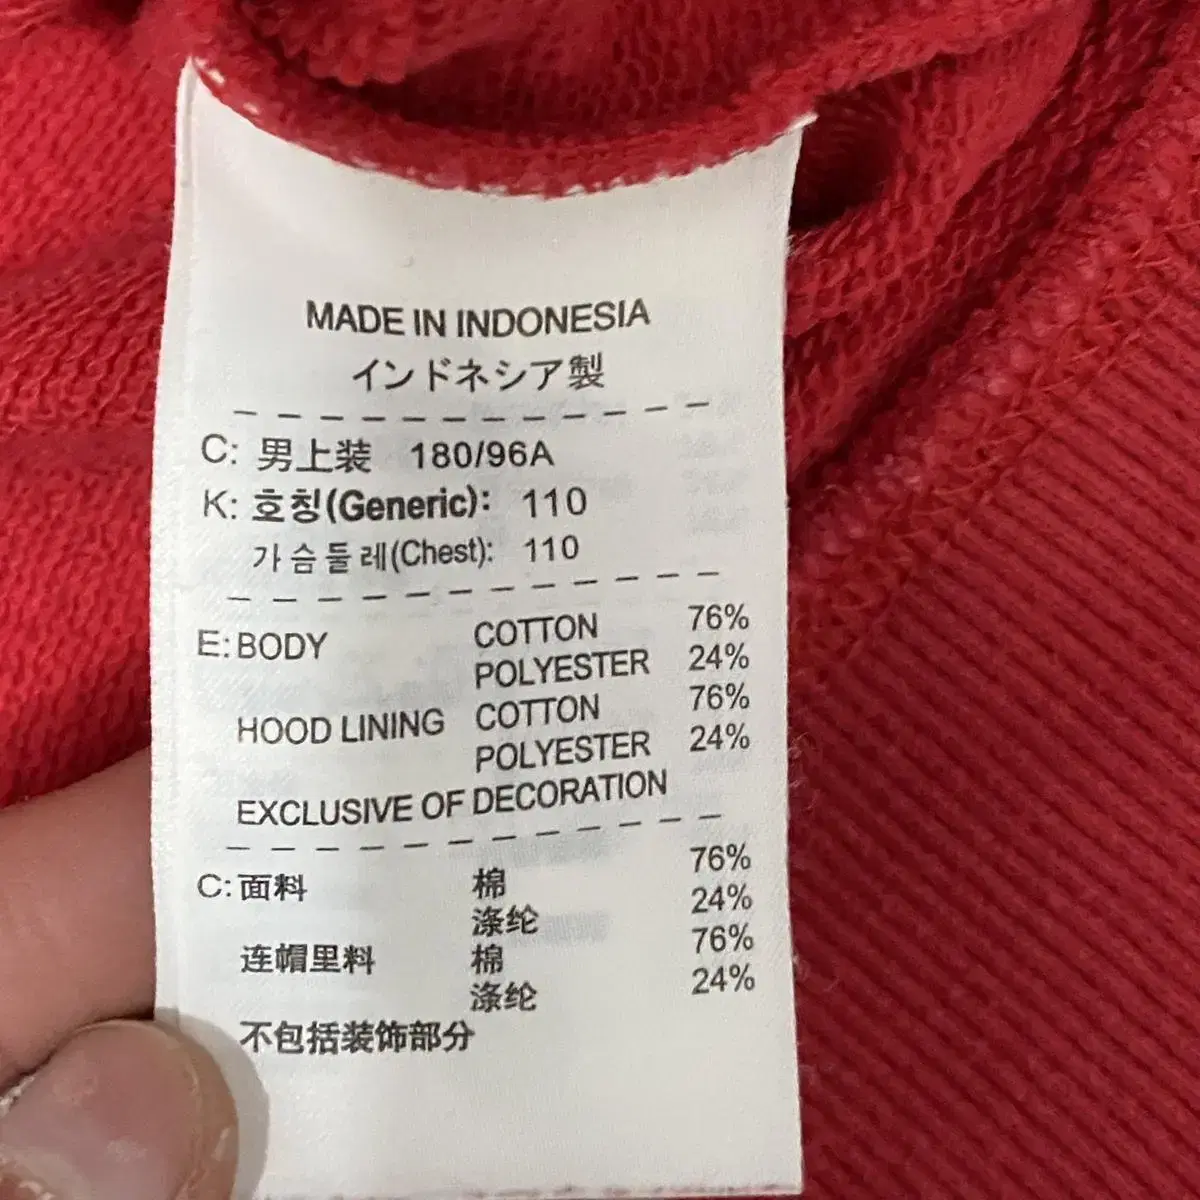 MADE IN INDONESIA
インドネシア製
C: 男上装 180/96A
K: 호칭(Generic): 110
가슴둘레(Chest): 110
E: BODY COTTON 76%
POLYESTER 24%
HOOD LINING COTTON 76%
POLYESTER 24%
EXCLUSIVE OF DECORATION
C: 面料 棉 76%
涤纶 24%
连帽里料 棉 76%
涤纶 24%
不包括装饰部分